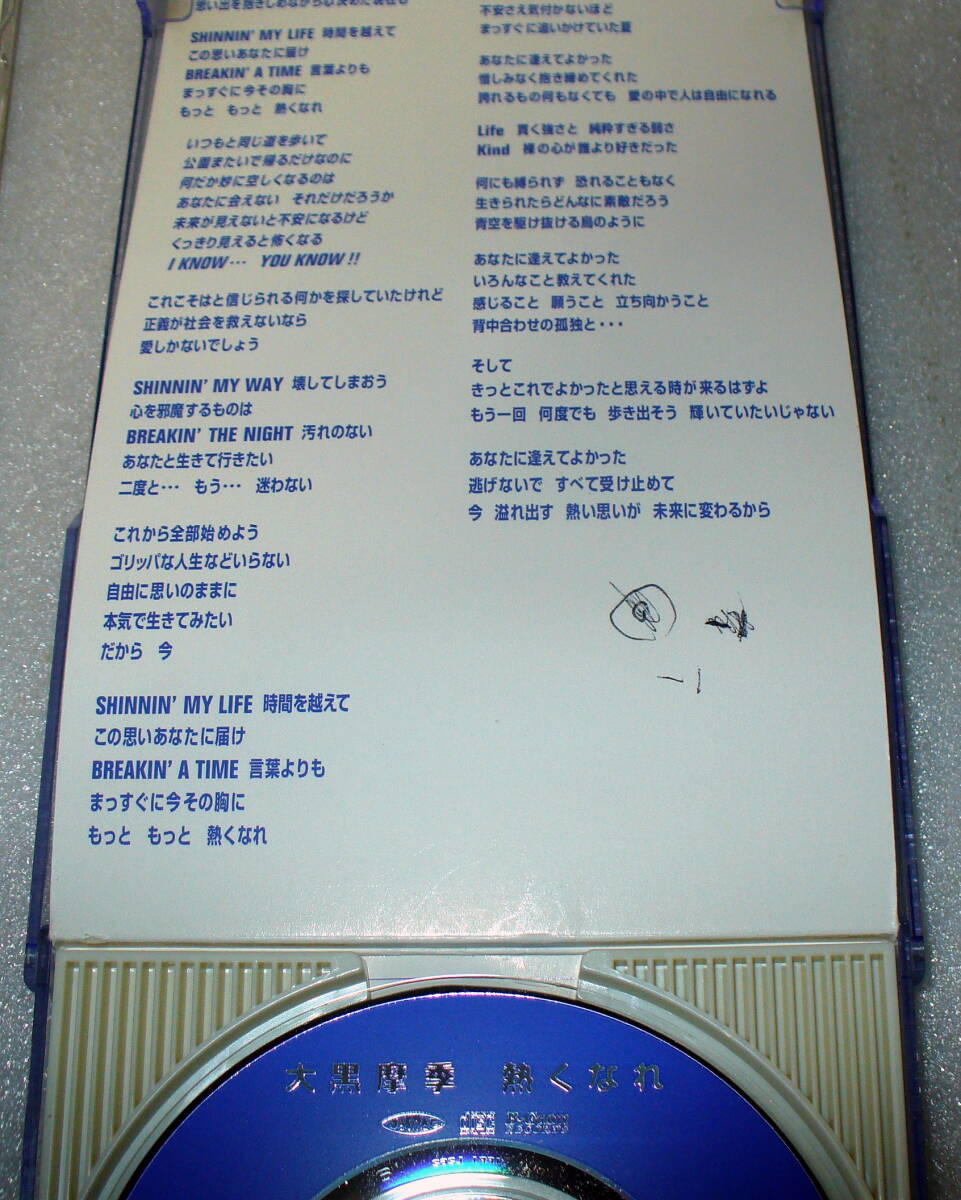 思い出を抱きしめながら
SHINNIN' MY LIFE 時間を越えて
この思いあなたに届け
BREAKIN' A TIME 言葉よりも
まっすぐに今その胸に
もっと もっと 熱くなれ
いつもと同じ道を歩いて
公園またいで帰るだけなのに
何だか妙に空しくなるのは
あなたに会えない それだけだろうか
未来が見えないと不安になるけど
くっきり見えると怖くなる
I KNOW… YOU KNOW!!
これこそはと信じられる何かを探していたけれど
正義が社会を救えないなら
愛しかないでしょう
SHINNIN' MY WAY 壊してしまおう
心を邪魔するものは
BREAKIN' THE NIGHT 汚れのない
あなたと生きて行きたい
二度と… もう… 迷わない
これから全部始めよう
ゴリッパな人生などいらない
自由に思いのままに
本気で生きてみたい
だから 今
SHINNIN' MY LIFE 時間を越えて
この思いあなたに届け
BREAKIN' A TIME 言葉よりも
まっすぐに今その胸に
もっと もっと 熱くなれ
不安さえ気付かないほど
まっすぐに追いかけていた夏
あなたに逢えてよかった
惜しみなく抱き締めてくれた
誇れるもの何もなくても 愛の中で人は自由になれる
Life 貫く強さと 純粋すぎる弱さ
Kind 裸の心が誰より好きだった
何にも縛られず 恐れることもなく
生きられたらどんなに素敵だろう
青空を駆け抜ける鳥のように
あなたに逢えてよかった
いろんなこと教えてくれた
感じること 願うこと 立ち向かうこと
背中合わせの孤独と・・・
そして
きっとこれでよかったと思える時が来るはずよ
もう一回 何度でも 歩き出そう 輝いていたいじゃない
あなたに逢えてよかった
逃げないで すべて受け止めて
今 溢れ出す 熱い思いが 未来に変わるから
大黒摩季 熱くなれ